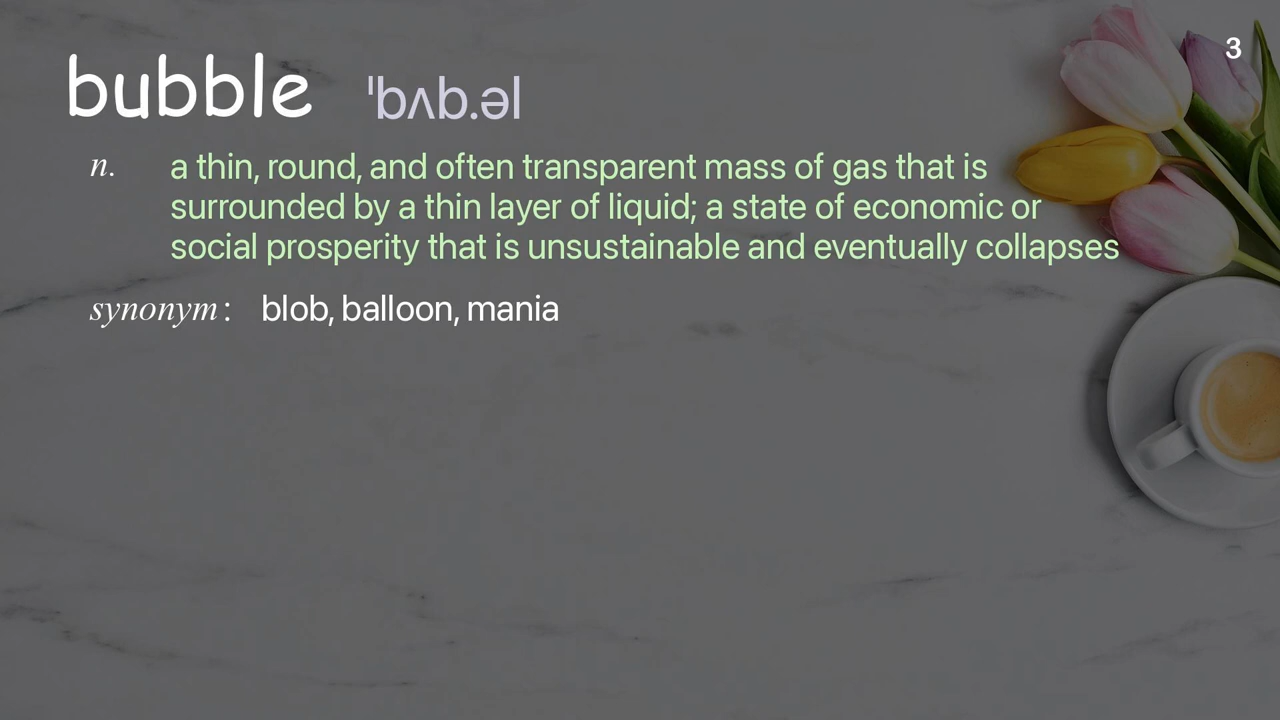 3
bubble ˈbʌb.əl
n. a thin, round, and often transparent mass of gas that is
surrounded by a thin layer of liquid; a state of economic or
social prosperity that is unsustainable and eventually collapses
synonym: blob, balloon, mania